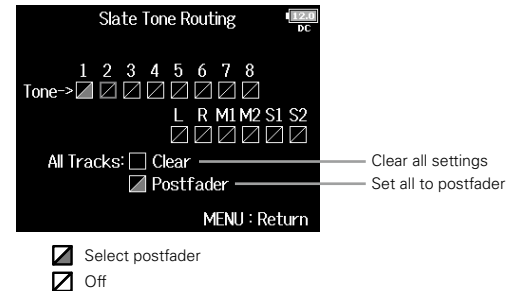 Slate Tone Routing
12.0
DC
1 2 3 4 5 6 7 8
Tone->
L R M1 M2 S1 S2
All Tracks: Clear
Clear all settings
Postfader
Set all to postfader
MENU : Return
Select postfader
Off